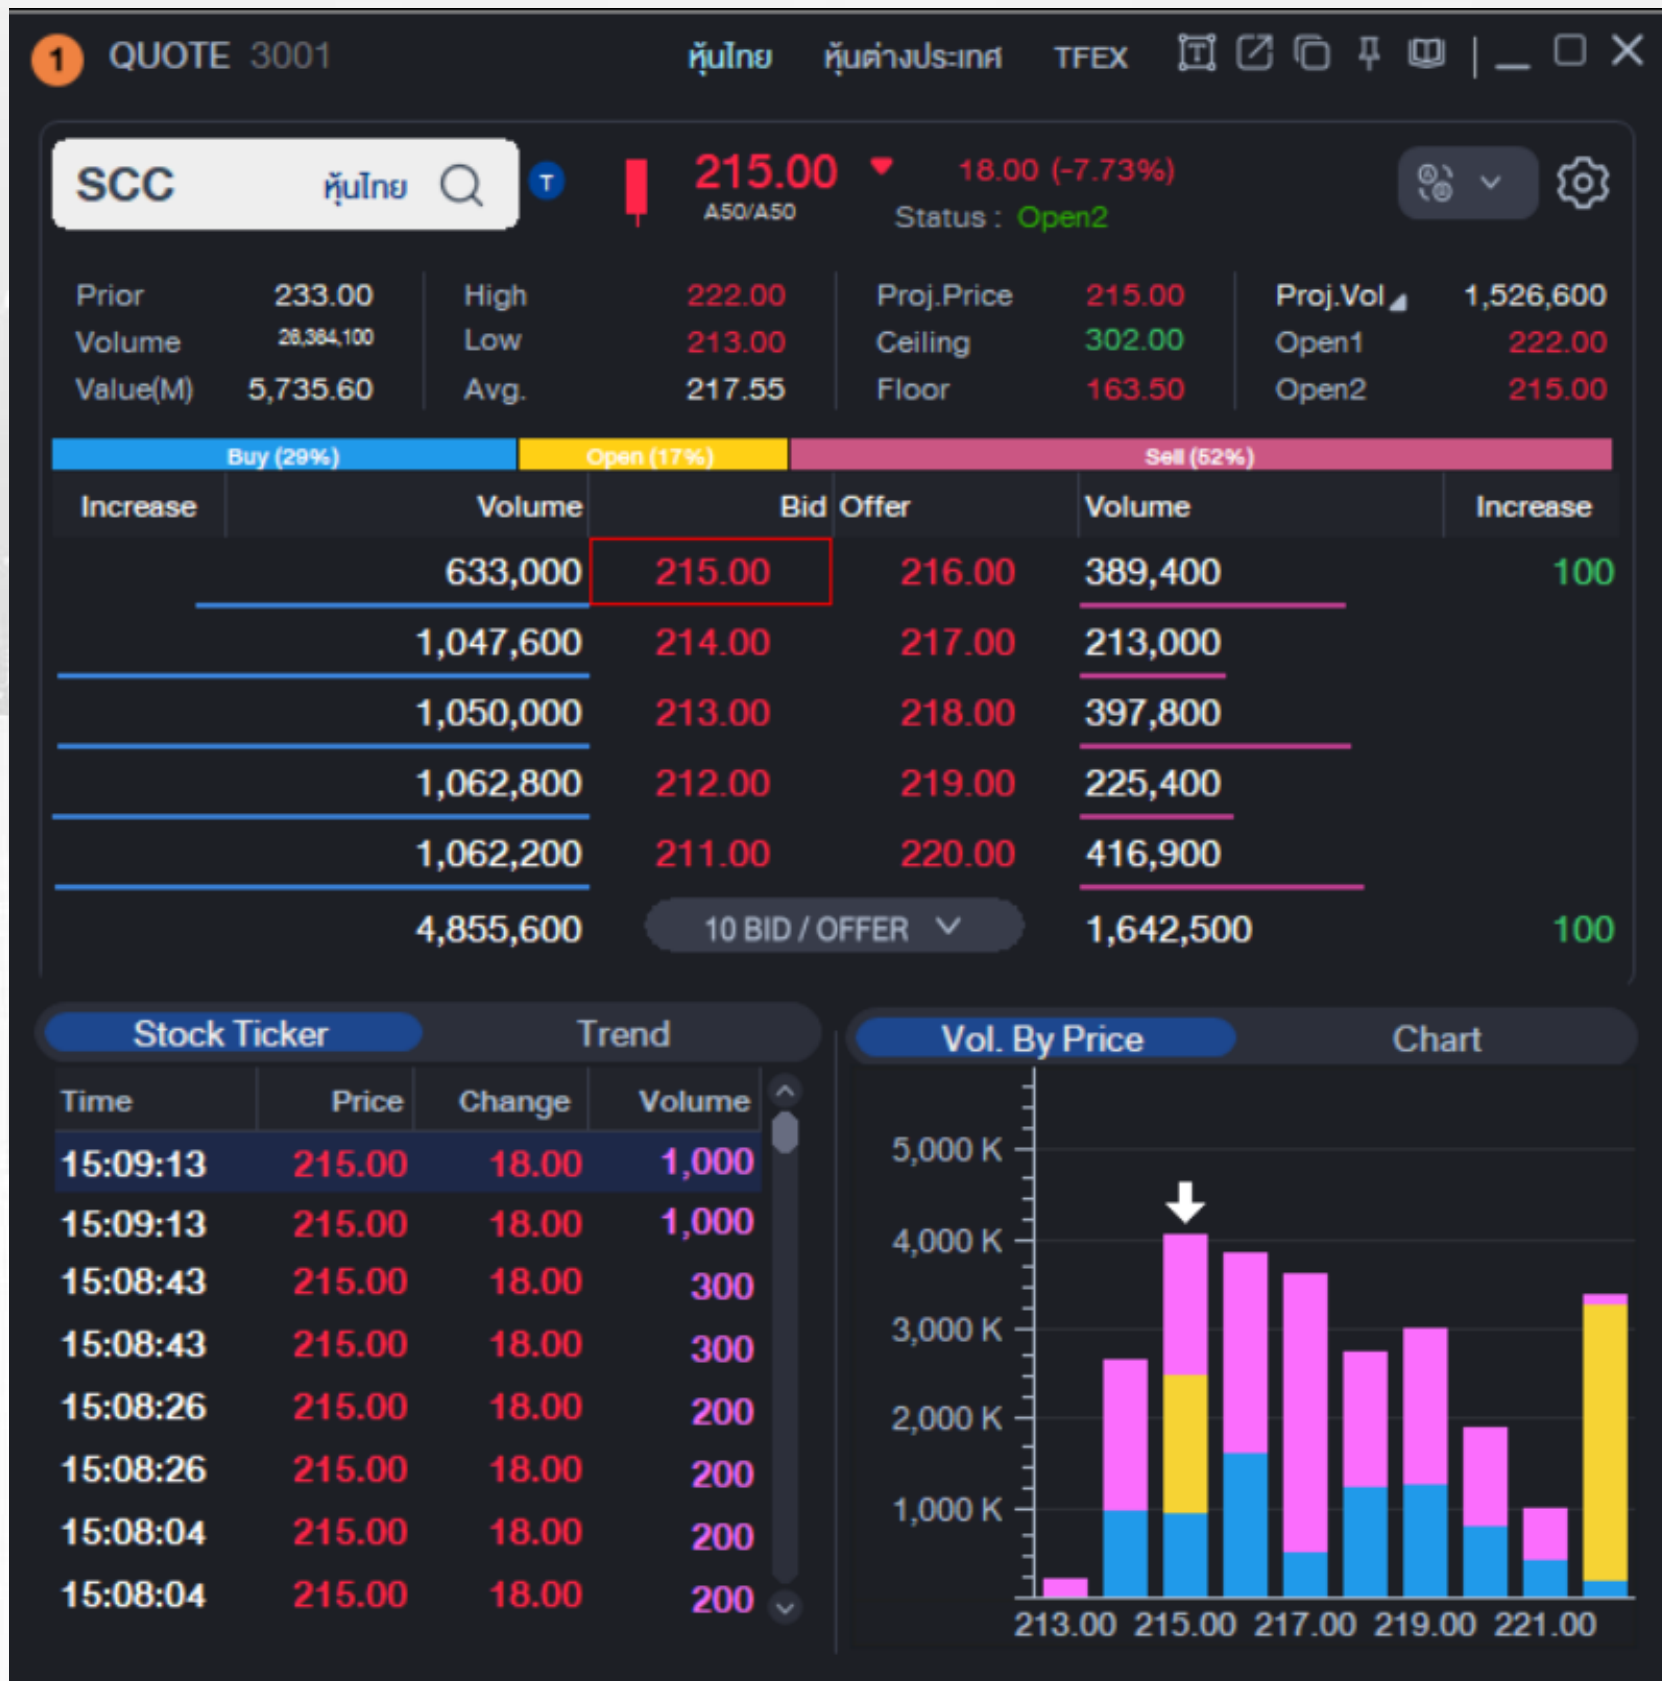 1 QUOTE 3001 หุ้นไทย หุ้นต่างประเทศ TFEX
SCC หุ้นไทย T 215.00 18.00 (-7.73%)
A50/A50 Status : Open2
Prior 233.00 High 222.00 Proj.Price 215.00 Proj.Vol 1,526,600
Volume 26,364,100 Low 213.00 Ceiling 302.00 Open1 222.00
Value(M) 5,735.60 Avg. 217.55 Floor 163.50 Open2 215.00
Buy (29%) Open (17%) Sell (52%)
Increase Volume Bid Offer Volume Increase
633,000 215.00 216.00 389,400 100
1,047,600 214.00 217.00 213,000
1,050,000 213.00 218.00 397,800
1,062,800 212.00 219.00 225,400
1,062,200 211.00 220.00 416,900
4,855,600 10 BID / OFFER 1,642,500 100
Stock Ticker Trend
Time Price Change Volume
15:09:13 215.00 18.00 1,000
15:09:13 215.00 18.00 1,000
15:08:43 215.00 18.00 300
15:08:43 215.00 18.00 300
15:08:26 215.00 18.00 200
15:08:26 215.00 18.00 200
15:08:04 215.00 18.00 200
15:08:04 215.00 18.00 200
Vol. By Price Chart
5,000 K
4,000 K
3,000 K
2,000 K
1,000 K
213.00 215.00 217.00 219.00 221.00